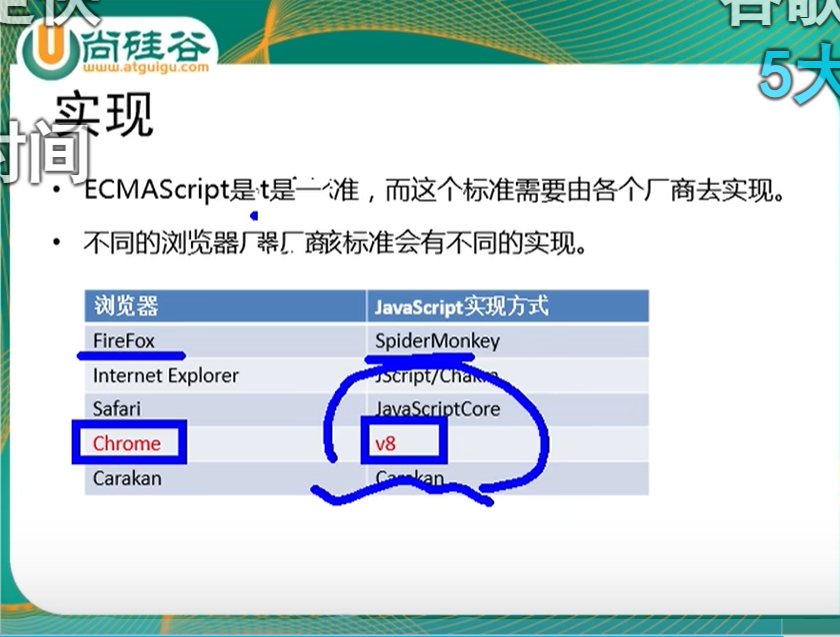 尚硅谷
www.atguigu.com
5大
实现
时间
• ECMAScript是t是一个准，而这个标准需要由各个厂商去实现。
• 不同的浏览器厂商该标准会有不同的实现。
浏览器 JavaScript实现方式
FireFox SpiderMonkey
Internet Explorer JScript/Chakra
Safari JavaScriptCore
Chrome v8
Carakan Carakan